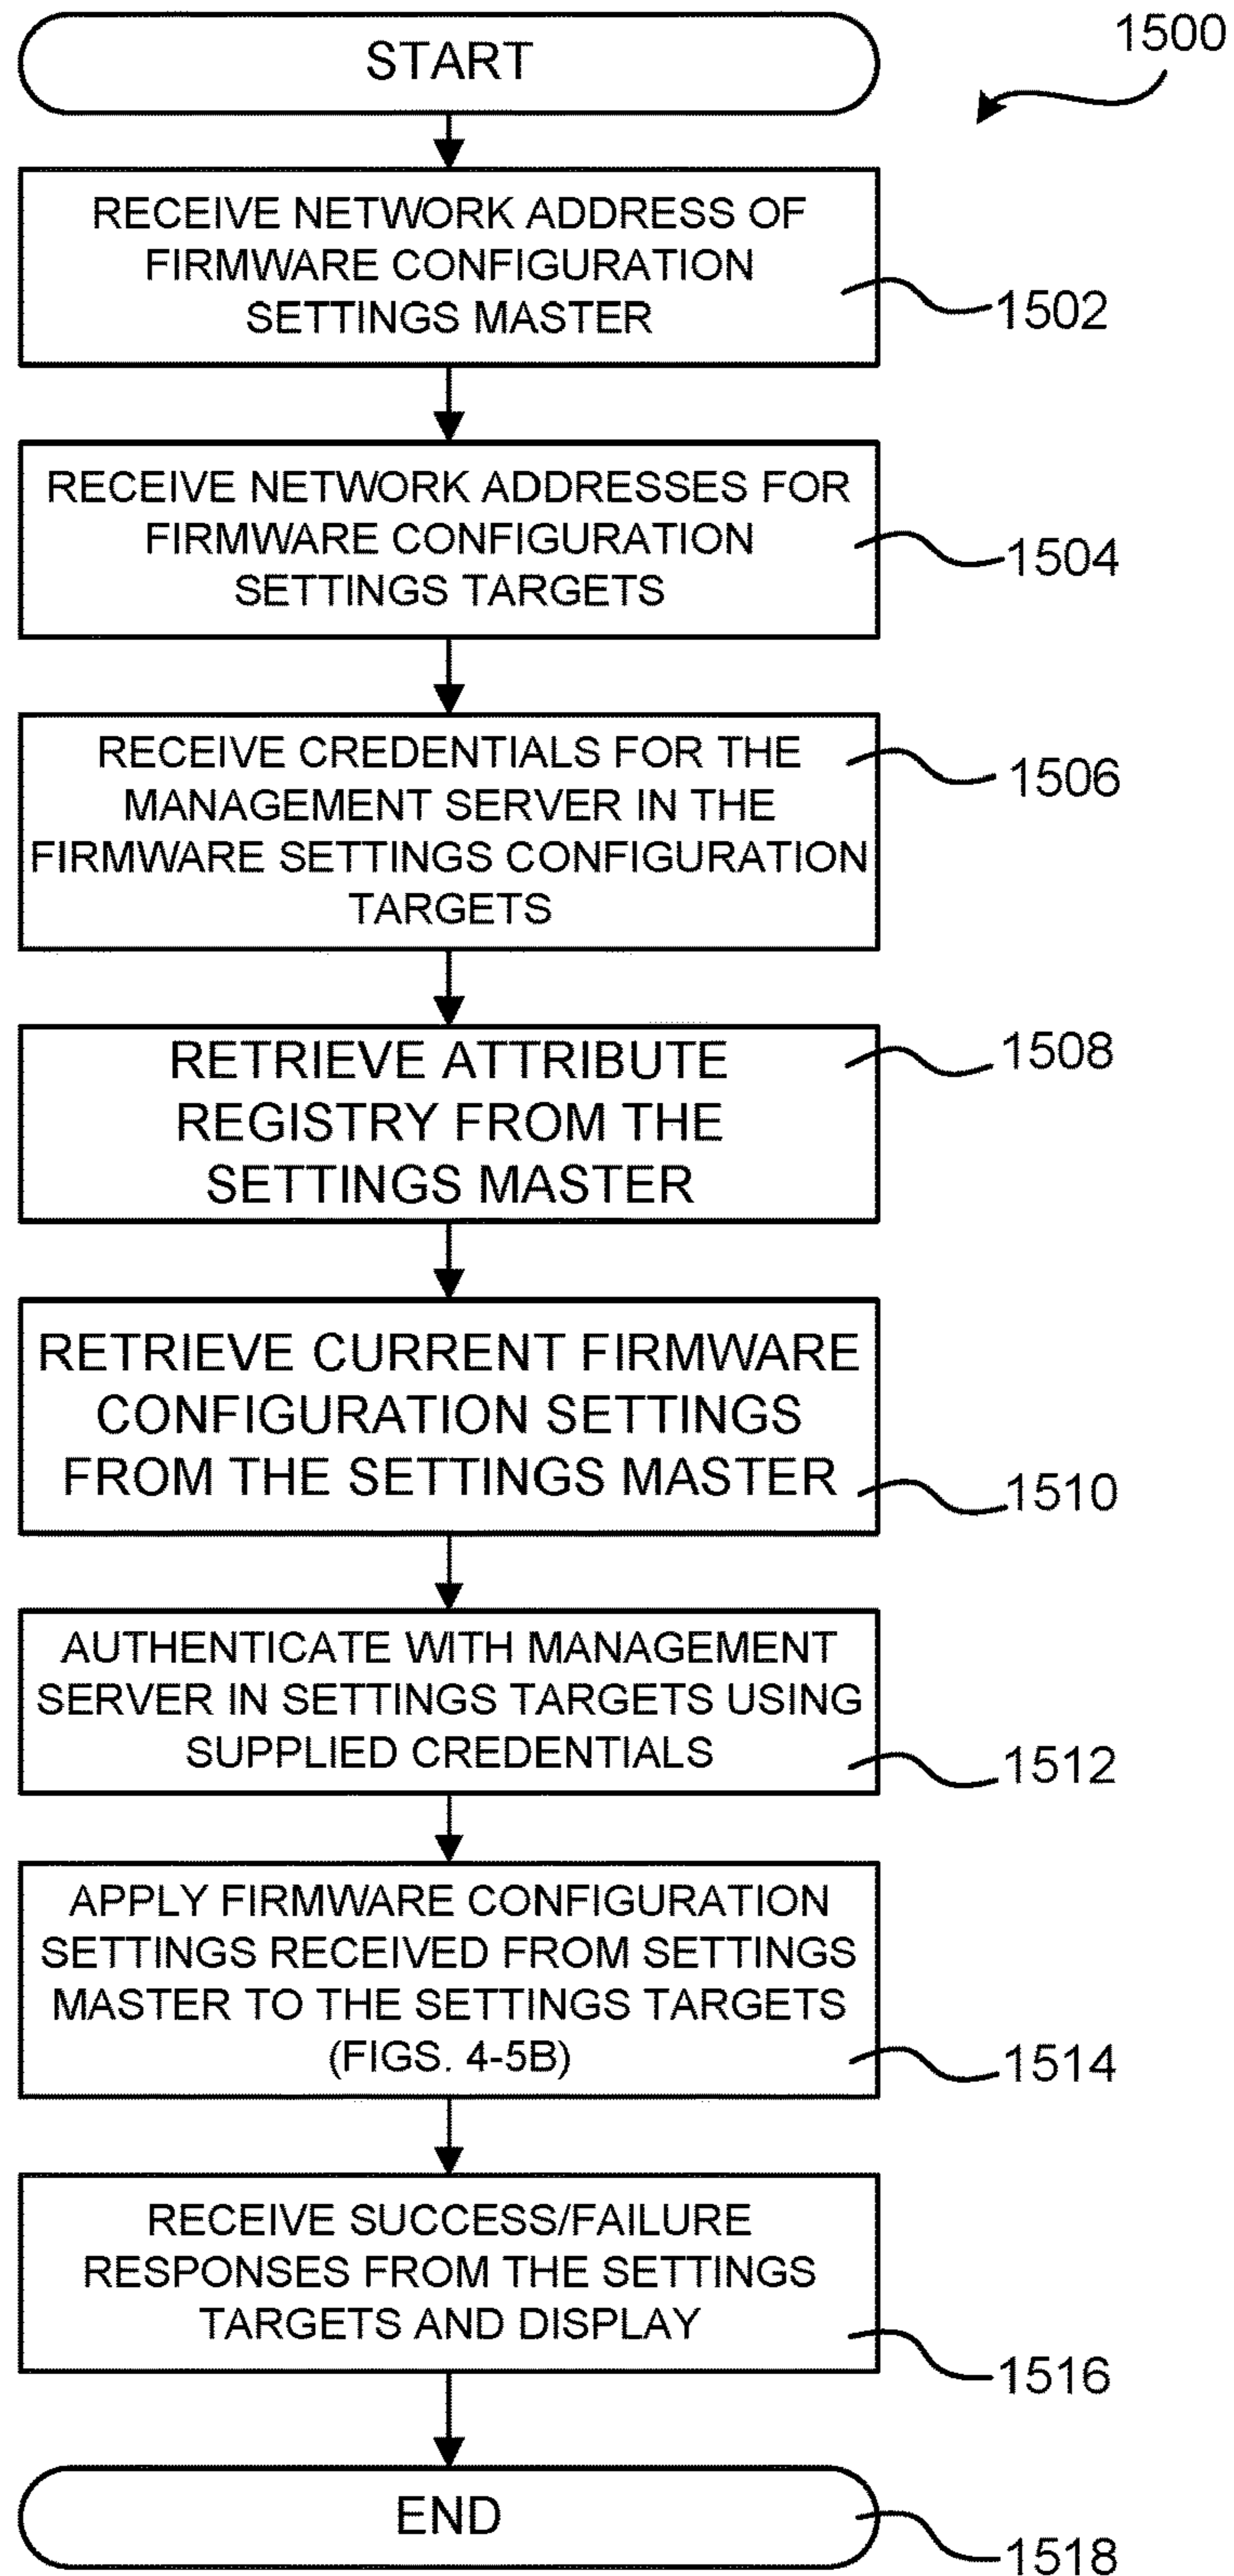 START
1500
RECEIVE NETWORK ADDRESS OF
FIRMWARE CONFIGURATION
SETTINGS MASTER
1502
RECEIVE NETWORK ADDRESSES FOR
FIRMWARE CONFIGURATION
SETTINGS TARGETS
1504
RECEIVE CREDENTIALS FOR THE
MANAGEMENT SERVER IN THE
FIRMWARE SETTINGS CONFIGURATION
TARGETS
1506
RETRIEVE ATTRIBUTE
REGISTRY FROM THE
SETTINGS MASTER
1508
RETRIEVE CURRENT FIRMWARE
CONFIGURATION SETTINGS
FROM THE SETTINGS MASTER
1510
AUTHENTICATE WITH MANAGEMENT
SERVER IN SETTINGS TARGETS USING
SUPPLIED CREDENTIALS
1512
APPLY FIRMWARE CONFIGURATION
SETTINGS RECEIVED FROM SETTINGS
MASTER TO THE SETTINGS TARGETS
(FIGS. 4-5B)
1514
RECEIVE SUCCESS/FAILURE
RESPONSES FROM THE SETTINGS
TARGETS AND DISPLAY
1516
END
1518